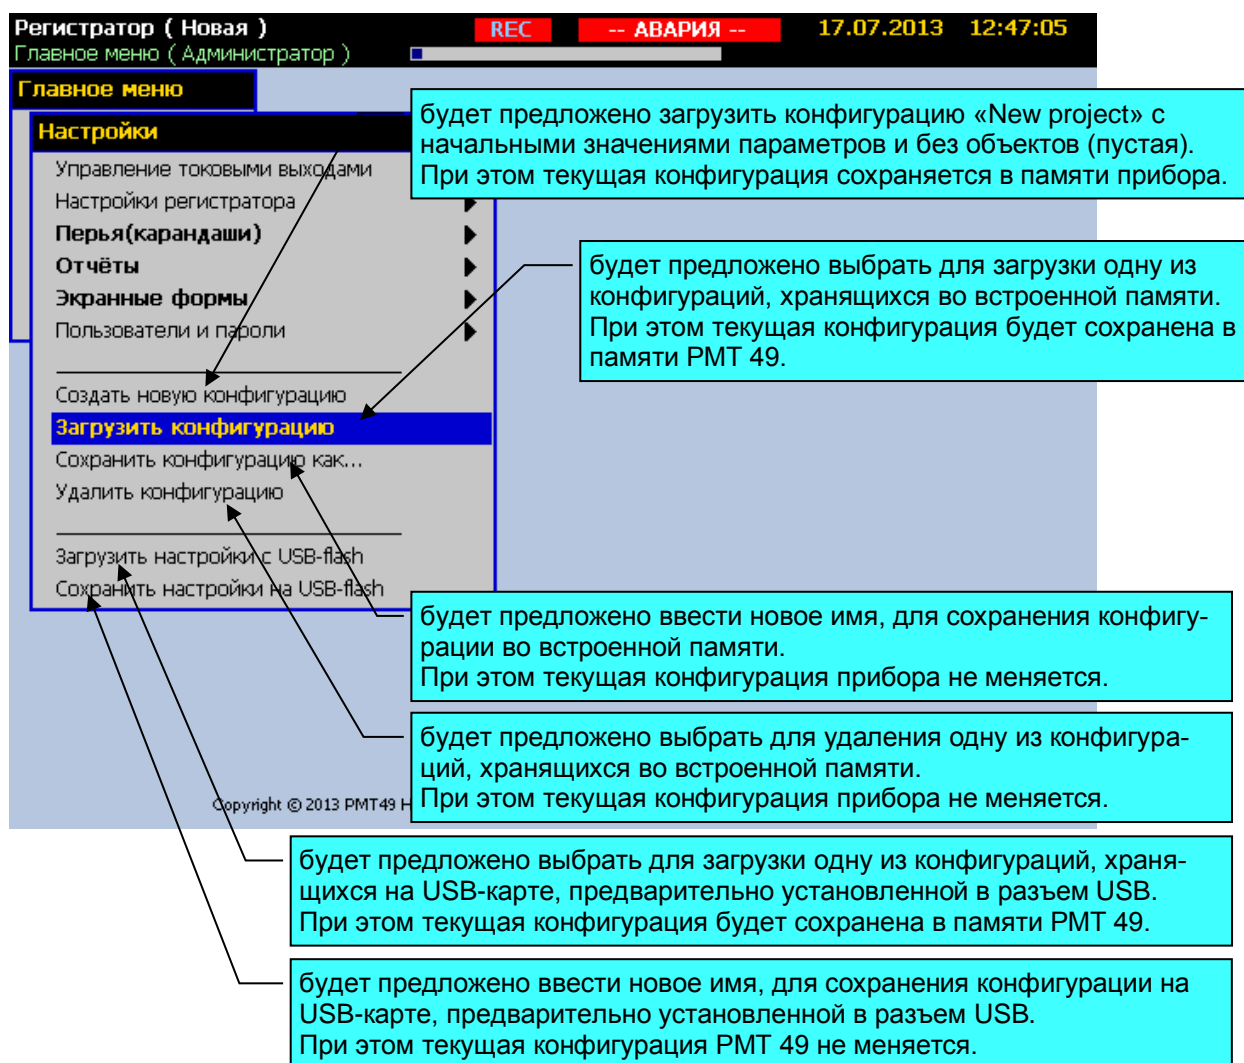 Регистратор ( Новая )
REC
-- АВАРИЯ --
17.07.2013 12:47:05
Главное меню ( Администратор )
Главное меню
Настройки
Управление токовыми выходами
Настройки регистратора
Перья(карандаши)
Отчёты
Экранные формы
Пользователи и пароли
Создать новую конфигурацию
Загрузить конфигурацию
Сохранить конфигурацию как...
Удалить конфигурацию
Загрузить настройки с USB-flash
Сохранить настройки на USB-flash
будет предложено загрузить конфигурацию «New project» с
начальными значениями параметров и без объектов (пустая).
При этом текущая конфигурация сохраняется в памяти прибора.
будет предложено выбрать для загрузки одну из
конфигураций, хранящихся во встроенной памяти.
При этом текущая конфигурация будет сохранена в
памяти РМТ 49.
будет предложено ввести новое имя, для сохранения конфигу-
рации во встроенной памяти.
При этом текущая конфигурация прибора не меняется.
будет предложено выбрать для удаления одну из конфигура-
ций, хранящихся во встроенной памяти.
При этом текущая конфигурация прибора не меняется.
Copyright © 2013 РМТ49 Н
будет предложено выбрать для загрузки одну из конфигураций, храня-
щихся на USB-карте, предварительно установленной в разъем USB.
При этом текущая конфигурация будет сохранена в памяти РМТ 49.
будет предложено ввести новое имя, для сохранения конфигурации на
USB-карте, предварительно установленной в разъем USB.
При этом текущая конфигурация РМТ 49 не меняется.